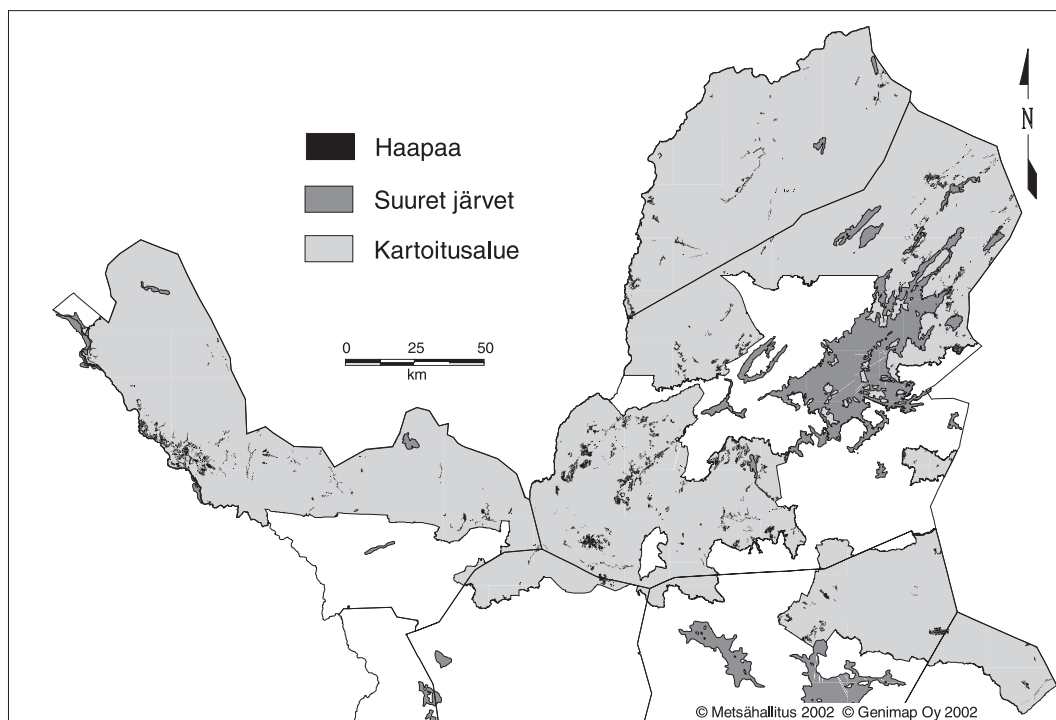 N
Haapaa
Suuret järvet
Kartoitusalue
0 25 50
km
© Metsähallitus 2002 © Genimap Oy 2002